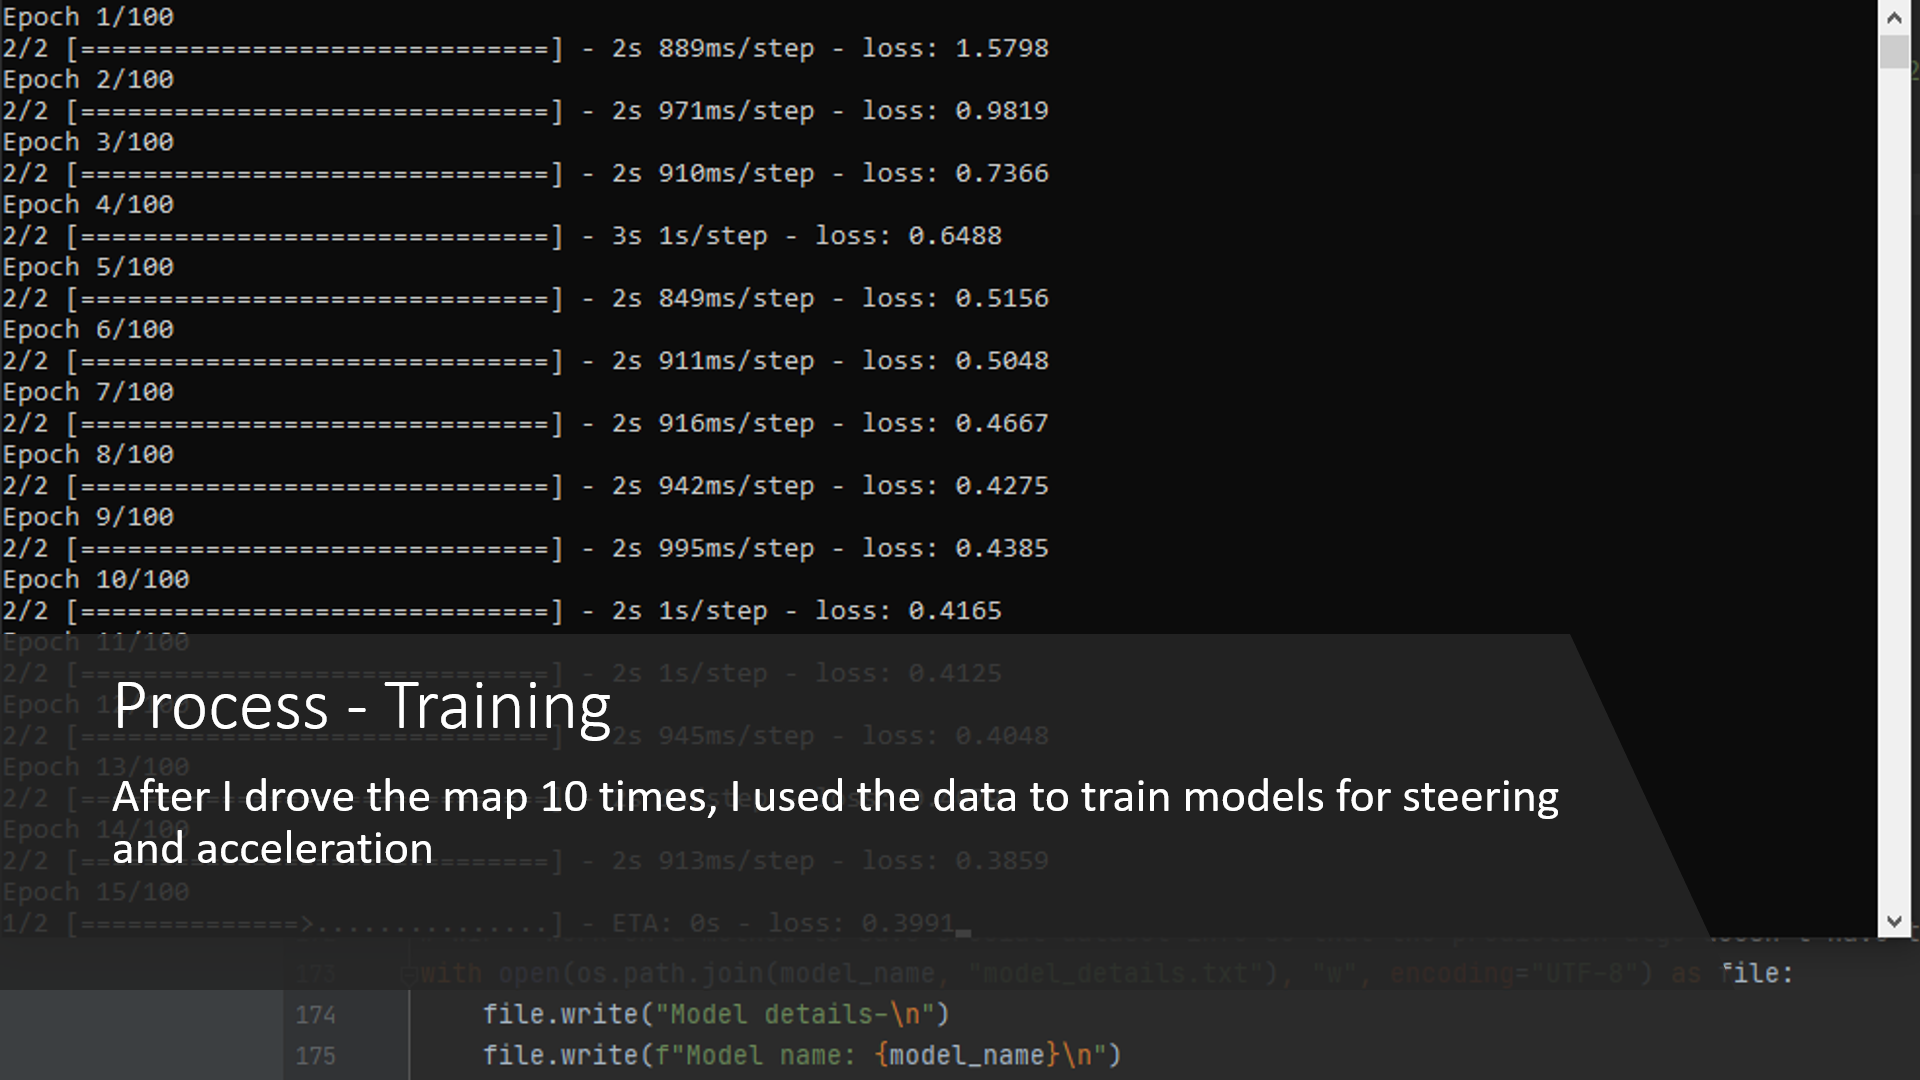 Epoch 1/100
2/2 [==============================] - 2s 889ms/step - loss: 1.5798
Epoch 2/100
2/2 [==============================] - 2s 971ms/step - loss: 0.9819
Epoch 3/100
2/2 [==============================] - 2s 910ms/step - loss: 0.7366
Epoch 4/100
2/2 [==============================] - 3s 1s/step - loss: 0.6488
Epoch 5/100
2/2 [==============================] - 2s 849ms/step - loss: 0.5156
Epoch 6/100
2/2 [==============================] - 2s 911ms/step - loss: 0.5048
Epoch 7/100
2/2 [==============================] - 2s 916ms/step - loss: 0.4667
Epoch 8/100
2/2 [==============================] - 2s 942ms/step - loss: 0.4275
Epoch 9/100
2/2 [==============================] - 2s 995ms/step - loss: 0.4385
Epoch 10/100
2/2 [==============================] - 2s 1s/step - loss: 0.4165
Epoch 11/100
2/2 [==============================] - 2s 1s/step - loss: 0.4125
Process - Training
2/2 [==============================] - 2s 945ms/step - loss: 0.4048
Epoch 13/100
After I drove the map 10 times, I used the data to train models for steering
and acceleration
Epoch 14/100
2/2 [==============================] - 2s 913ms/step - loss: 0.3859
Epoch 15/100
1/2 [==============>...............] - ETA: 0s - loss: 0.3991
173 with open(os.path.join(model_name, "model_details.txt"), "w", encoding="UTF-8") as file:
174 file.write("Model details-\n")
175 file.write(f"Model name: {model_name}\n")